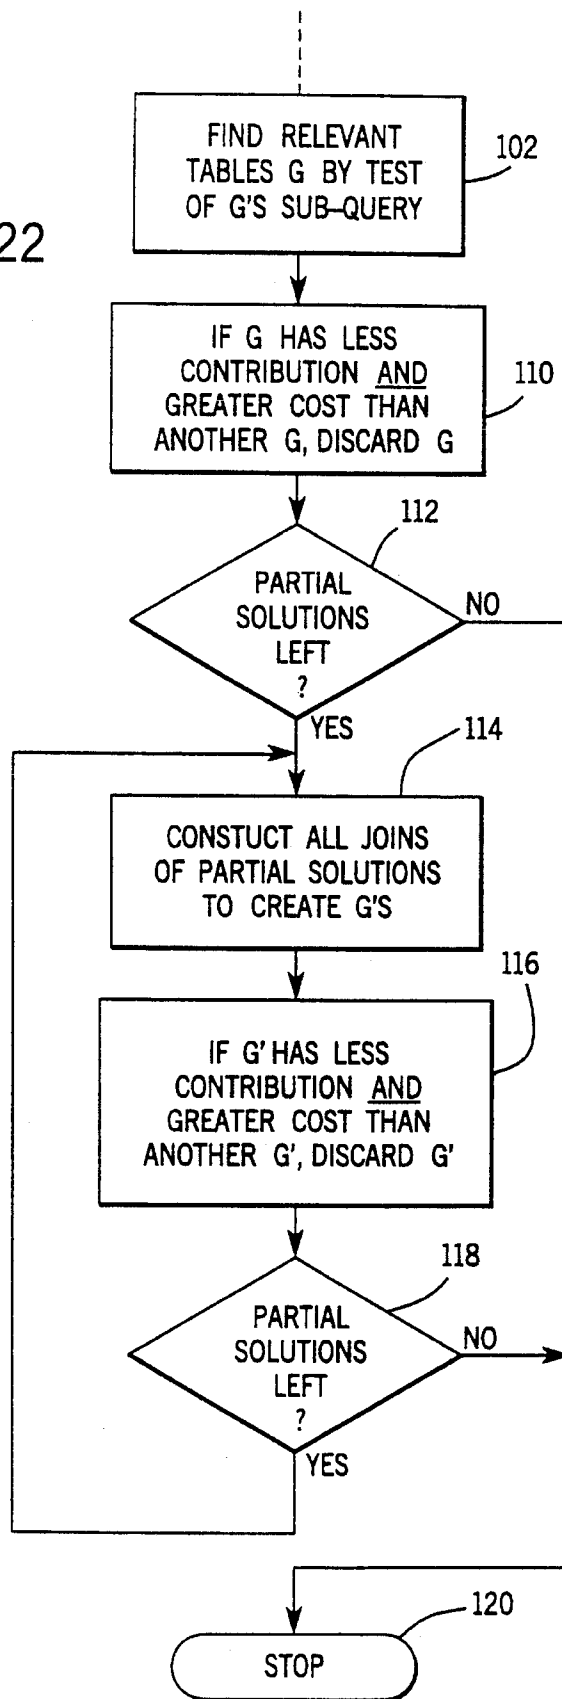 FIND RELEVANT
TABLES G BY TEST
OF G'S SUB-QUERY
102
22
IF G HAS LESS
CONTRIBUTION AND
GREATER COST THAN
ANOTHER G, DISCARD G
110
112
PARTIAL
SOLUTIONS
LEFT
?
NO
YES
114
CONSTUCT ALL JOINS
OF PARTIAL SOLUTIONS
TO CREATE G'S
116
IF G' HAS LESS
CONTRIBUTION AND
GREATER COST THAN
ANOTHER G', DISCARD G'
118
PARTIAL
SOLUTIONS
LEFT
?
NO
YES
120
STOP